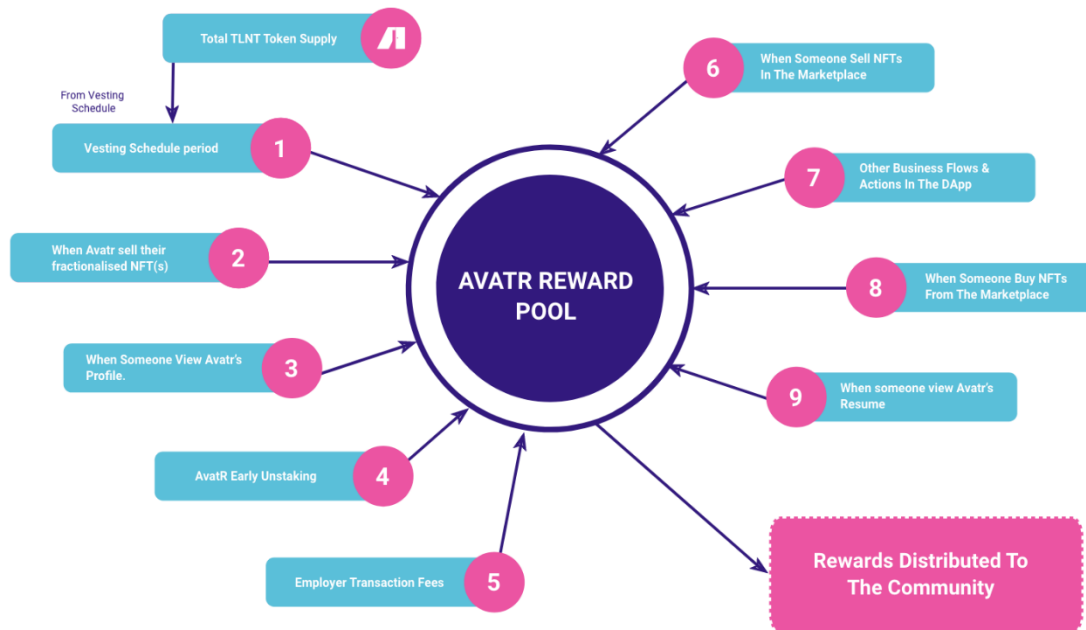 Total TLNT Token Supply
From Vesting
Schedule
Vesting Schedule period
1
When Avatr sell their
fractionalised NFT(s)
2
When Someone View Avatr's
Profile.
3
AvatR Early Unstaking
4
Employer Transaction Fees
5
AVATR REWARD
POOL
6
When Someone Sell NFTs
In The Marketplace
7
Other Business Flows &
Actions In The DApp
8
When Someone Buy NFTs
From The Marketplace
9
When someone view Avatr's
Resume
Rewards Distributed To
The Community